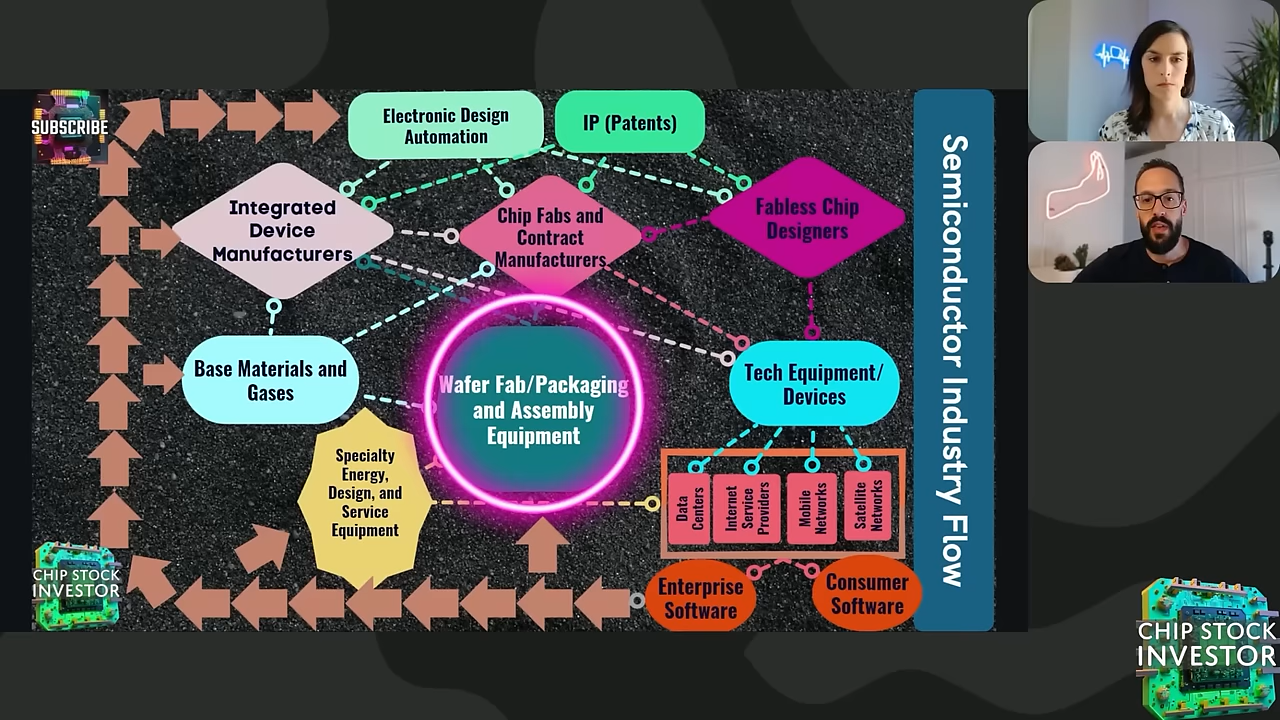 SUBSCRIBE
Electronic Design
Automation
IP (Patents)
Integrated
Device
Manufacturers
Chip Fabs and
Contract
Manufacturers
Fabless Chip
Designers
Base Materials and
Gases
Wafer Fab/Packaging
and Assembly
Equipment
Tech Equipment/
Devices
Specialty
Energy,
Design, and
Service
Equipment
Data
Centers
Internet
Service
Providers
Mobile
Networks
Satellite
Networks
Enterprise
Software
Consumer
Software
Semiconductor Industry Flow
CHIP STOCK
INVESTOR
CHIP STOCK
INVESTOR